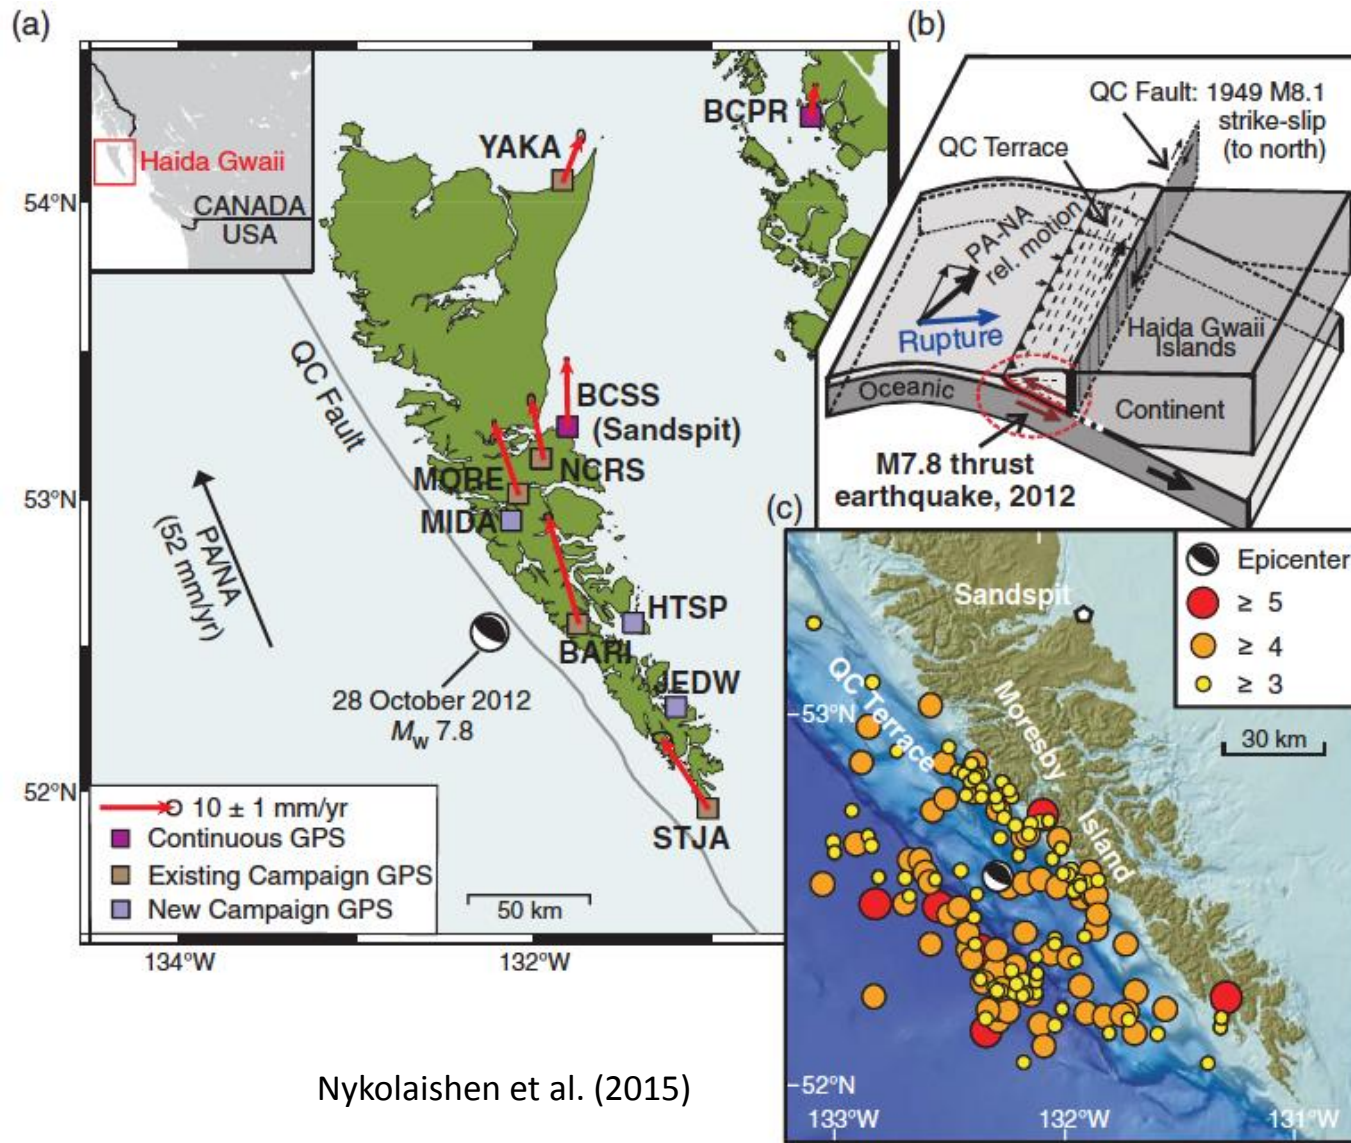 (a)
Haida Gwaii
CANADA
USA
54°N
53°N
52°N
134°W
132°W
YAKA
BCPR
BCSS
(Sandspit)
NCRS
MORE
MIDA
HTSP
BARI
JEDW
STJA
QC Fault
PA/NA
(52 mm/yr)
28 October 2012
Mw 7.8
10 ± 1 mm/yr
Continuous GPS
Existing Campaign GPS
New Campaign GPS
50 km
(b)
QC Fault: 1949 M8.1
strike-slip
(to north)
QC Terrace
PA-NA
rel. motion
Rupture
Haida Gwaii
Islands
Oceanic
Continent
M7.8 thrust
earthquake, 2012
(c)
Epicenter
≥ 5
≥ 4
≥ 3
30 km
Sandspit
QC Terrace
Moresby
Island
53°N
52°N
133°W
132°W
131°W
Nykolaishen et al. (2015)